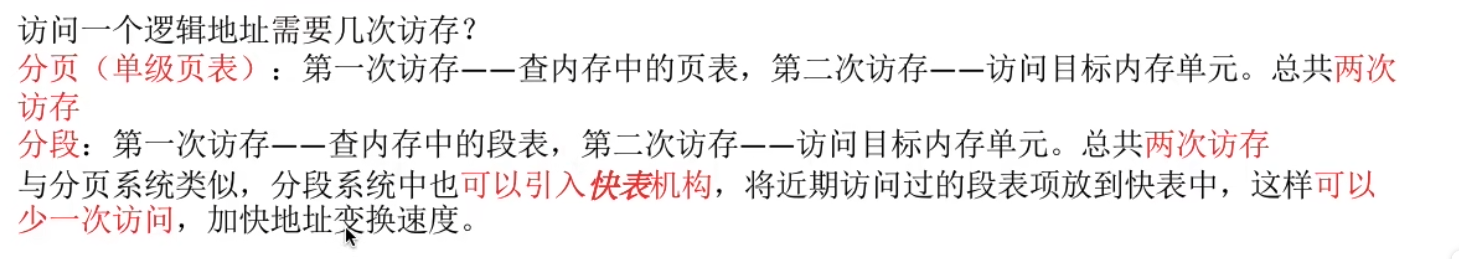 访问一个逻辑地址需要几次访存？
分页（单级页表）：第一次访存——查内存中的页表，第二次访存——访问目标内存单元。总共两次
访存
分段：第一次访存——查内存中的段表，第二次访存——访问目标内存单元。总共两次访存
与分页系统类似，分段系统中也可以引入快表机构，将近期访问过的段表项放到快表中，这样可以
少一次访问，加快地址变换速度。